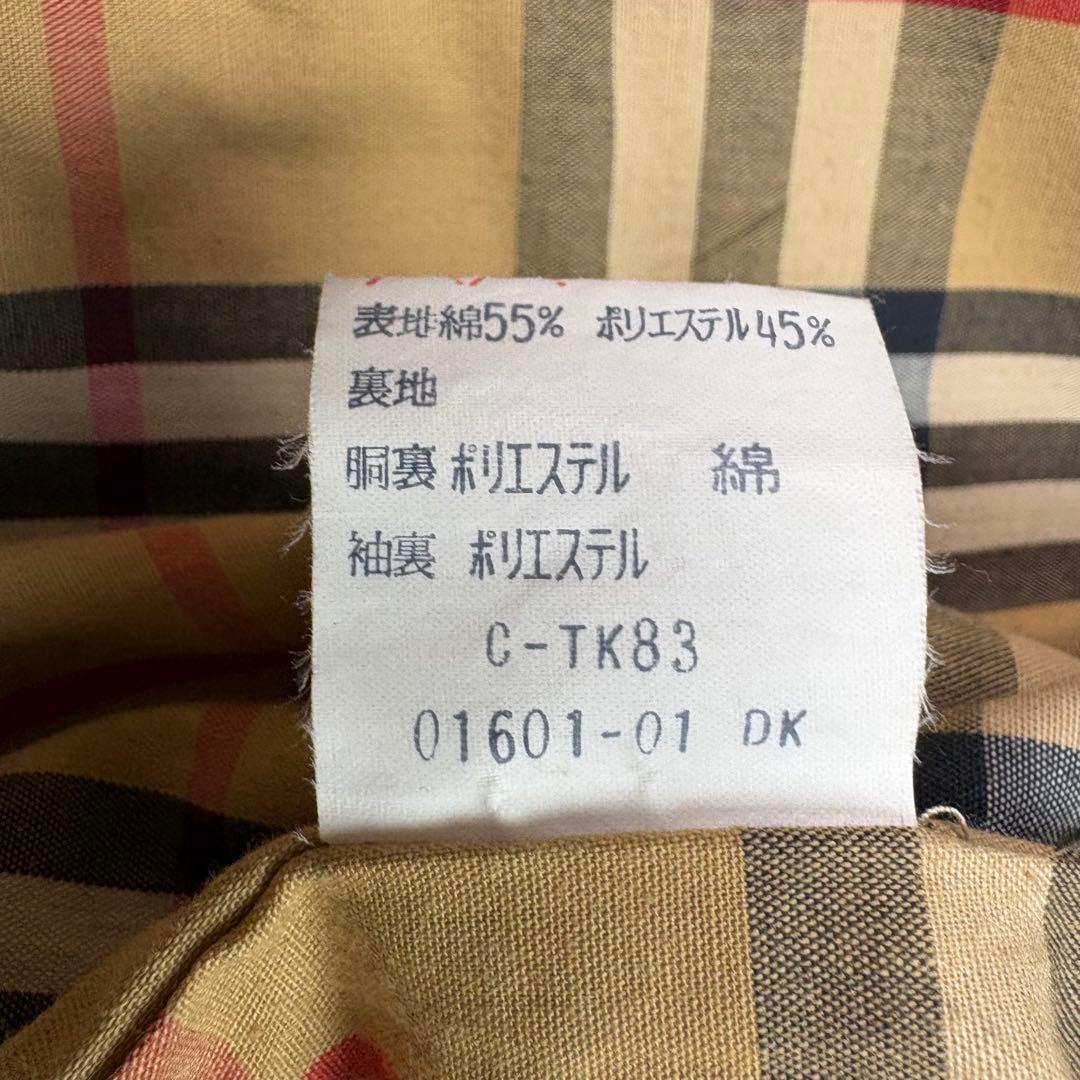 表地綿55% ポリエステル45%
裏地
胴裏ポリエステル 綿
袖裏 ポリエステル
C-TK83
01601-01 DK